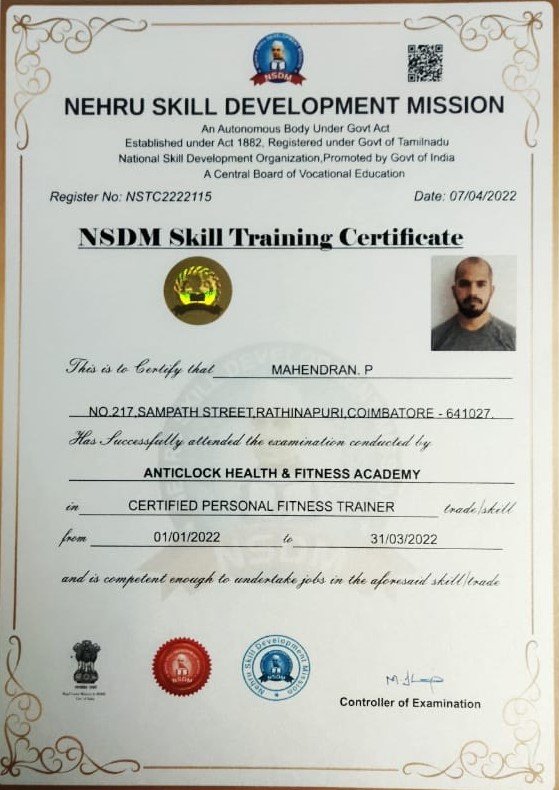 NSDM
NEHRU SKILL DEVELOPMENT MISSION
An Autonomous Body Under Govt Act
Established under Act 1882, Registered under Govt of Tamilnadu
National Skill Development Organization,Promoted by Govt of India
A Central Board of Vocational Education
Register No: NSTC2222115
Date: 07/04/2022
NSDM Skill Training Certificate
This is to Certify that MAHENDRAN. P
NO.217,SAMPATH STREET,RATHINAPURI,COIMBATORE - 641027.
Has Successfully attended the examination conducted by
ANTICLOCK HEALTH & FITNESS ACADEMY
in CERTIFIED PERSONAL FITNESS TRAINER trade/skill
from 01/01/2022 to 31/03/2022
and is competent enough to undertake jobs in the aforesaid skill/trade
NSDM
Nehru Skill Development Mission
NSDM
Controller of Examination